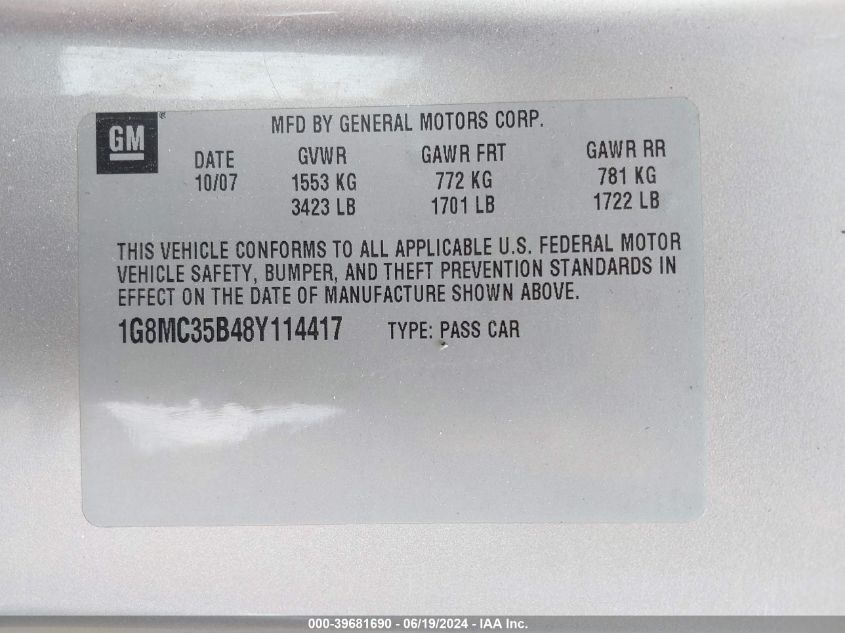 GM®
MFD BY GENERAL MOTORS CORP.
DATE GVWR GAWR FRT GAWR RR
10/07 1553 KG 772 KG 781 KG
3423 LB 1701 LB 1722 LB
THIS VEHICLE CONFORMS TO ALL APPLICABLE U.S. FEDERAL MOTOR
VEHICLE SAFETY, BUMPER, AND THEFT PREVENTION STANDARDS IN
EFFECT ON THE DATE OF MANUFACTURE SHOWN ABOVE.
1G8MC35B48Y114417 TYPE: PASS CAR
000-39681690 - 06/19/2024 - IAA Inc.